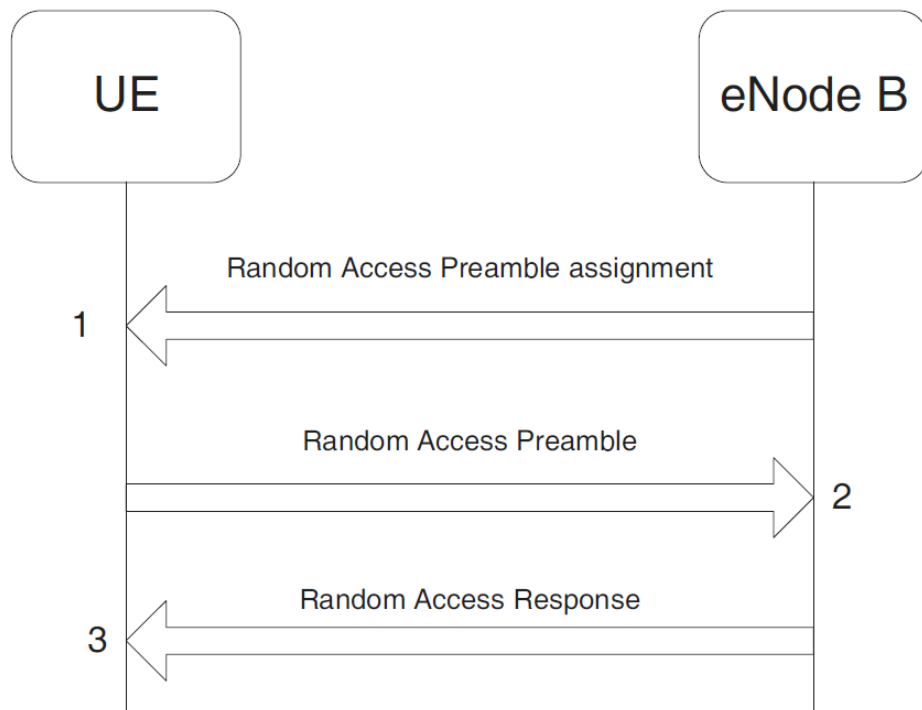 UE
eNode B
Random Access Preamble assignment
1
Random Access Preamble
2
Random Access Response
3